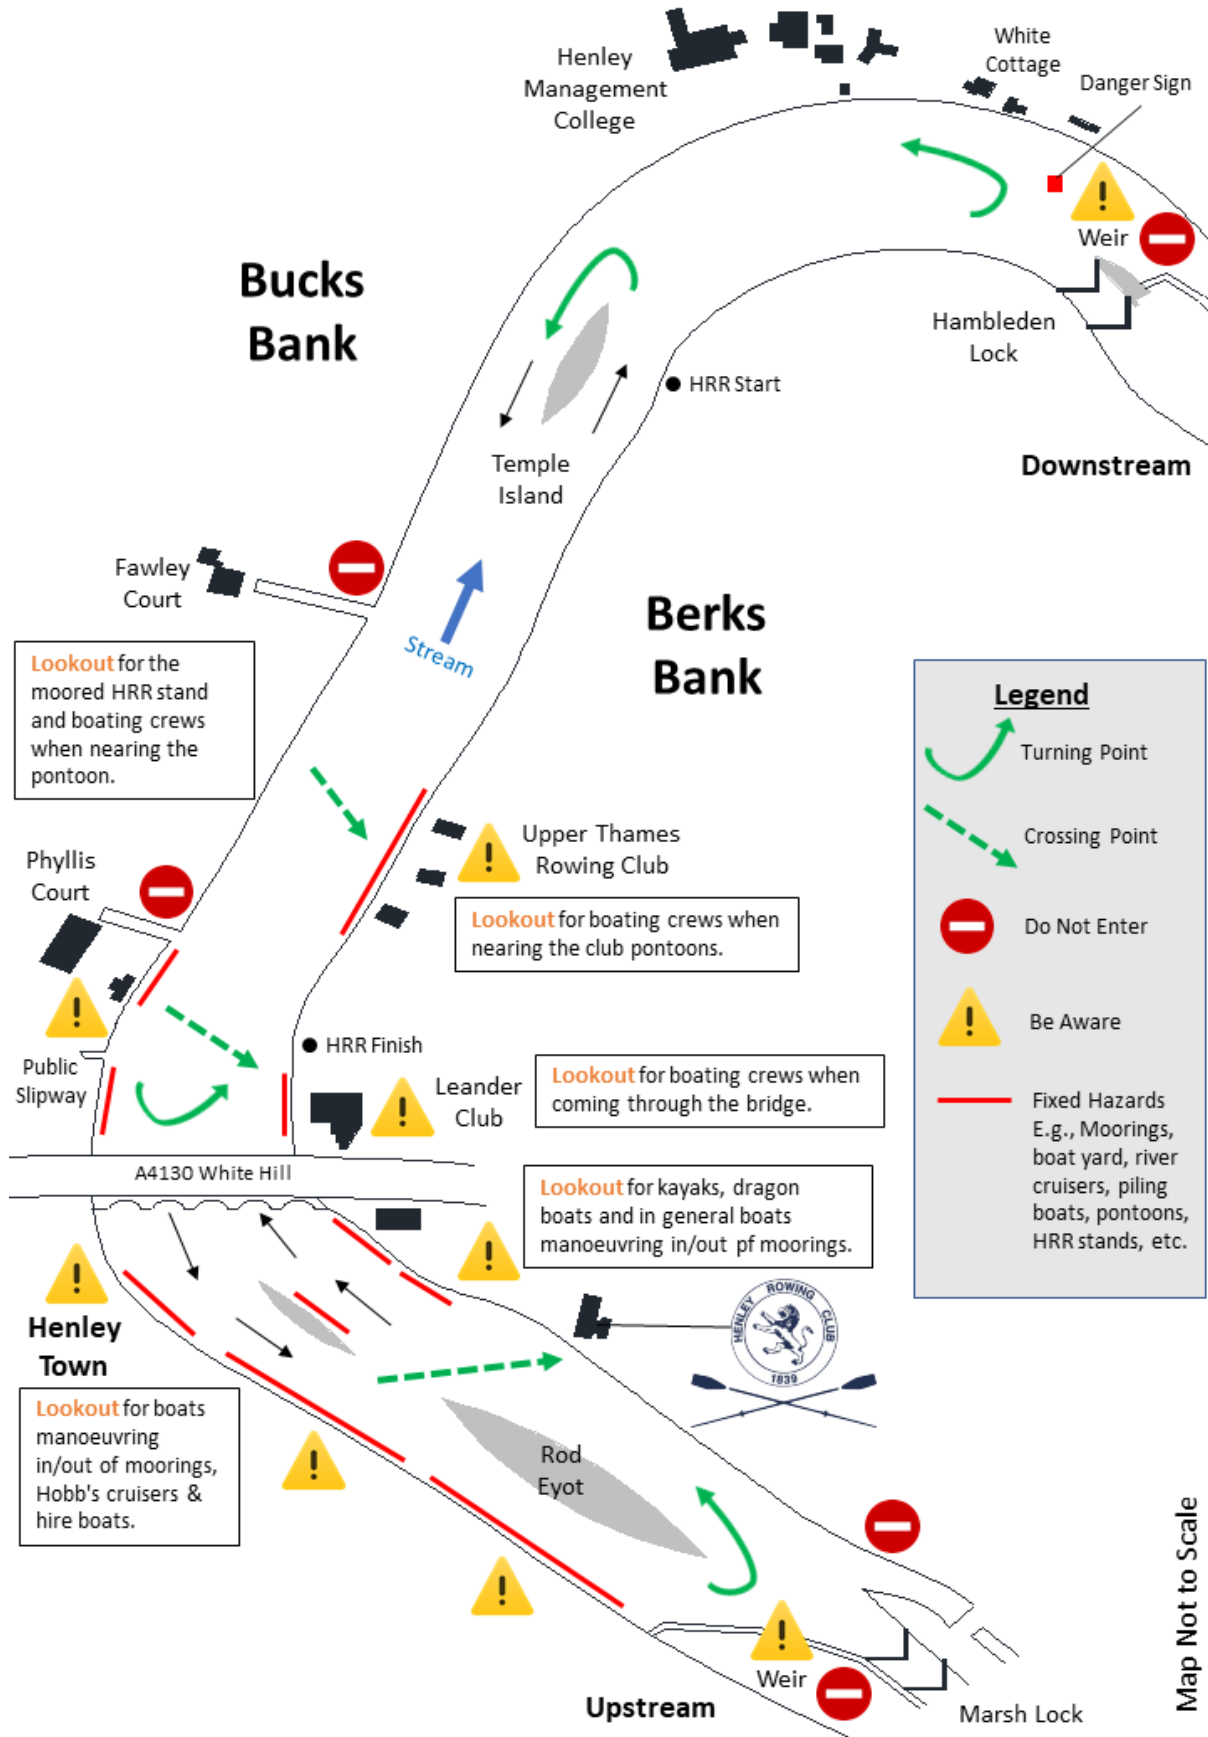 Henley
Management
College
White
Cottage
Danger Sign
Weir
Hambleden
Lock
Bucks
Bank
HRR Start
Temple
Island
Downstream
Fawley
Court
Stream
Berks
Bank
Lookout for the
moored HRR stand
and boating crews
when nearing the
pontoon.
Legend
Turning Point
Crossing Point
Do Not Enter
Be Aware
Fixed Hazards
E.g., Moorings,
boat yard, river
cruisers, piling
boats, pontoons,
HRR stands, etc.
Upper Thames
Rowing Club
Lookout for boating crews when
nearing the club pontoons.
Phyllis
Court
Public
Slipway
HRR Finish
Leander
Club
Lookout for boating crews when
coming through the bridge.
A4130 White Hill
Lookout for kayaks, dragon
boats and in general boats
manoeuvring in/out pf moorings.
HENLEY ROWING CLUB
1839
Henley
Town
Lookout for boats
manoeuvring
in/out of moorings,
Hobb's cruisers &
hire boats.
Rod
Eyot
Weir
Upstream
Marsh Lock
Map Not to Scale